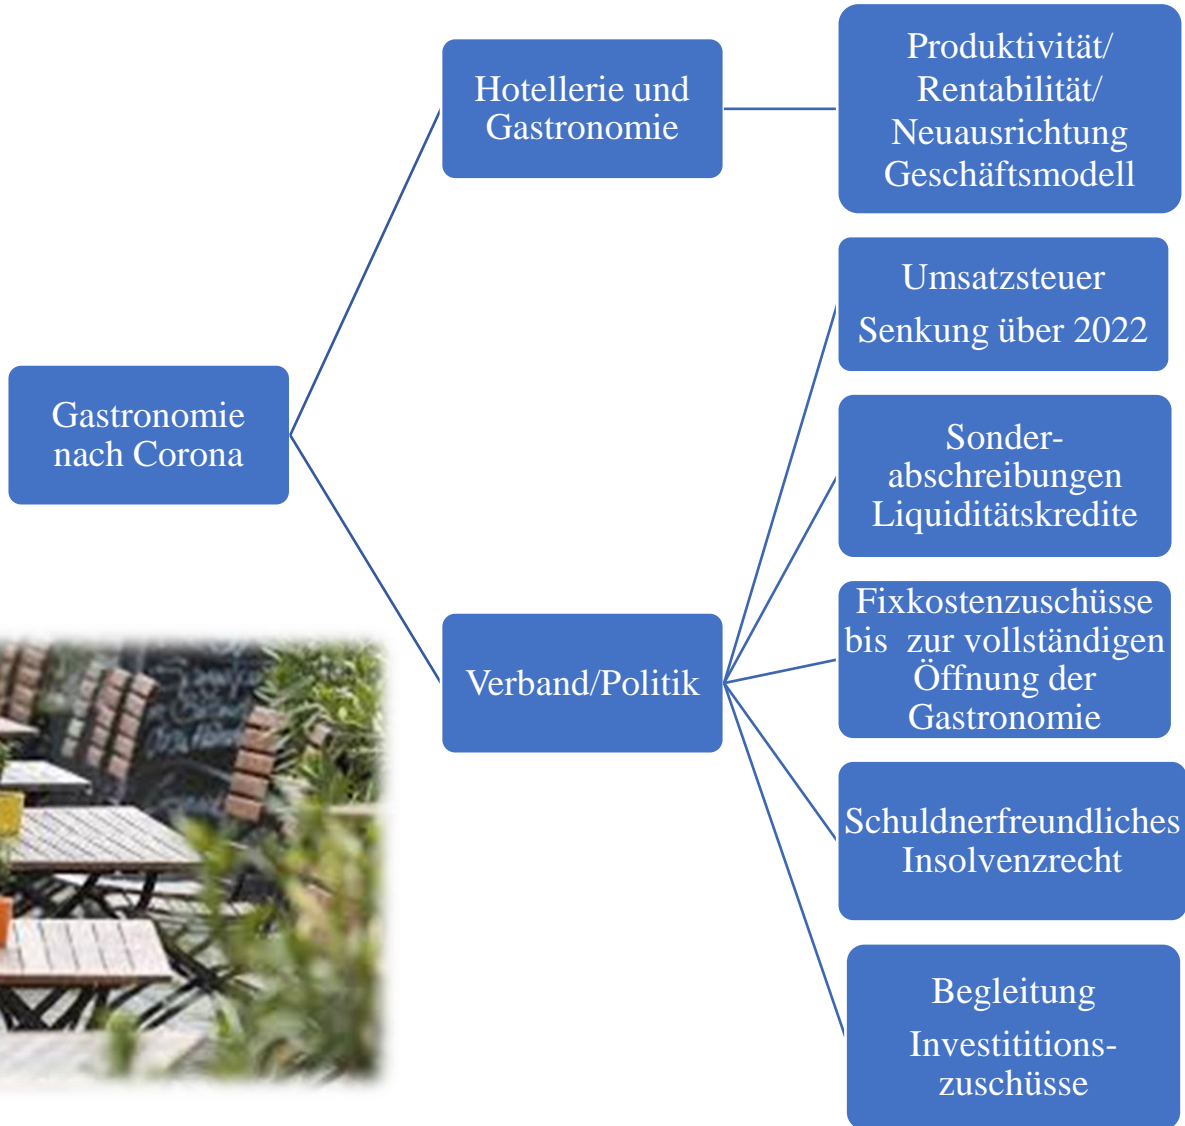 Gastronomie
nach Corona
Hotellerie und
Gastronomie
Produktivität/
Rentabilität/
Neuausrichtung
Geschäftsmodell
Verband/Politik
Umsatzsteuer
Senkung über 2022
Sonder-
abschreibungen
Liquiditätskredite
Fixkostenzuschüsse
bis zur vollständigen
Öffnung der
Gastronomie
Schuldnerfreundliches
Insolvenzrecht
Begleitung
Investititions-
zuschüsse